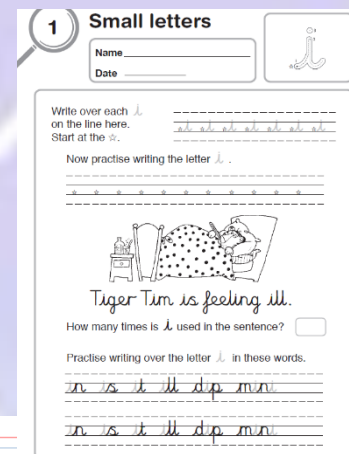 1
Small letters
Name
Date
i
Write over each i
on the line here.
Start at the ☆.
i i i i i i i
Now practise writing the letter i .
Tiger Tim is feeling ill.
How many times is i used in the sentence?
Practise writing over the letter i in these words.
in is it ill dip mini
in is it ill dip mini